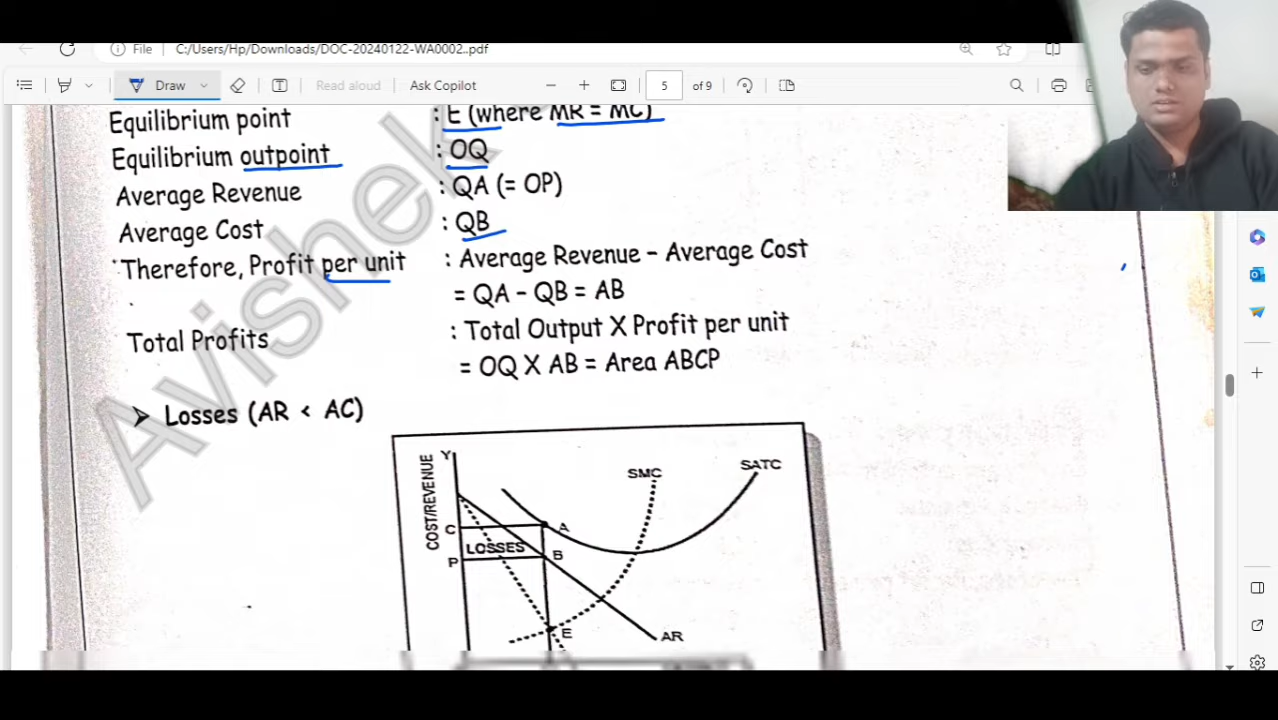 File
C:/Users/Hp/Downloads/DOC-20240122-WA0002..pdf
Draw
Read aloud
Ask Copilot
5
of 9
Equilibrium point : E (where MR = MC)
Equilibrium outpoint : OQ
Average Revenue : QA (= OP)
Average Cost : QB
Therefore, Profit per unit : Average Revenue – Average Cost
= QA – QB = AB
Total Profits : Total Output X Profit per unit
= OQ X AB = Area ABCP
Losses (AR < AC)
Avishek
Y
COST/REVENUE
SMC
SATC
C
A
LOSSES
B
P
E
AR